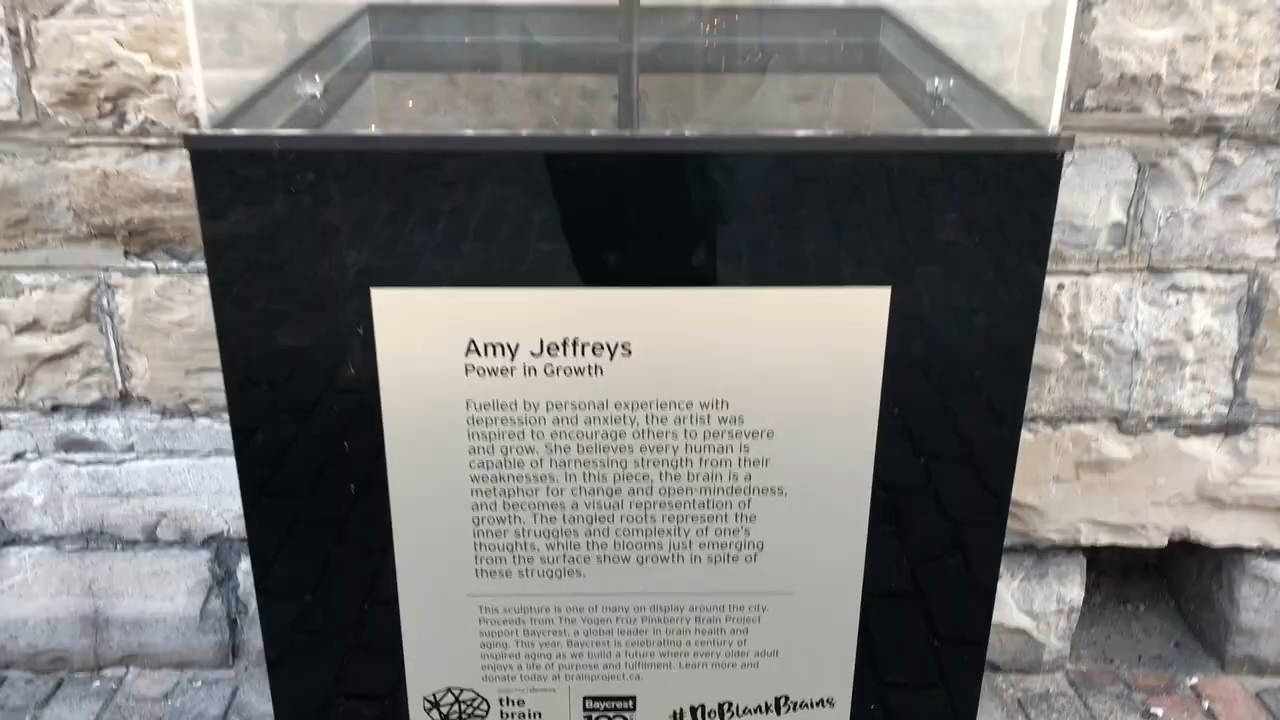 Amy Jeffreys
Power in Growth
Fuelled by personal experience with
depression and anxiety, the artist was
inspired to encourage others to persevere
and grow. She believes every human is
capable of harnessing strength from their
weaknesses. In this piece, the brain is a
metaphor for change and open-mindedness,
and becomes a visual representation of
growth. The tangled roots represent the
inner struggles and complexity of one's
thoughts, while the blooms just emerging
from the surface show growth in spite of
these struggles.
This sculpture is one of many on display around the city.
Proceeds from The Yogen Früz Pinkberry Brain Project
support Baycrest, a global leader in brain health and
aging. This year, Baycrest is celebrating a century of
inspired aging as we build a future where every older adult
enjoys a life of purpose and fulfilment. Learn more and
donate today at brainproject.ca.
the
brain
Baycrest
100
#NoBlankBrains